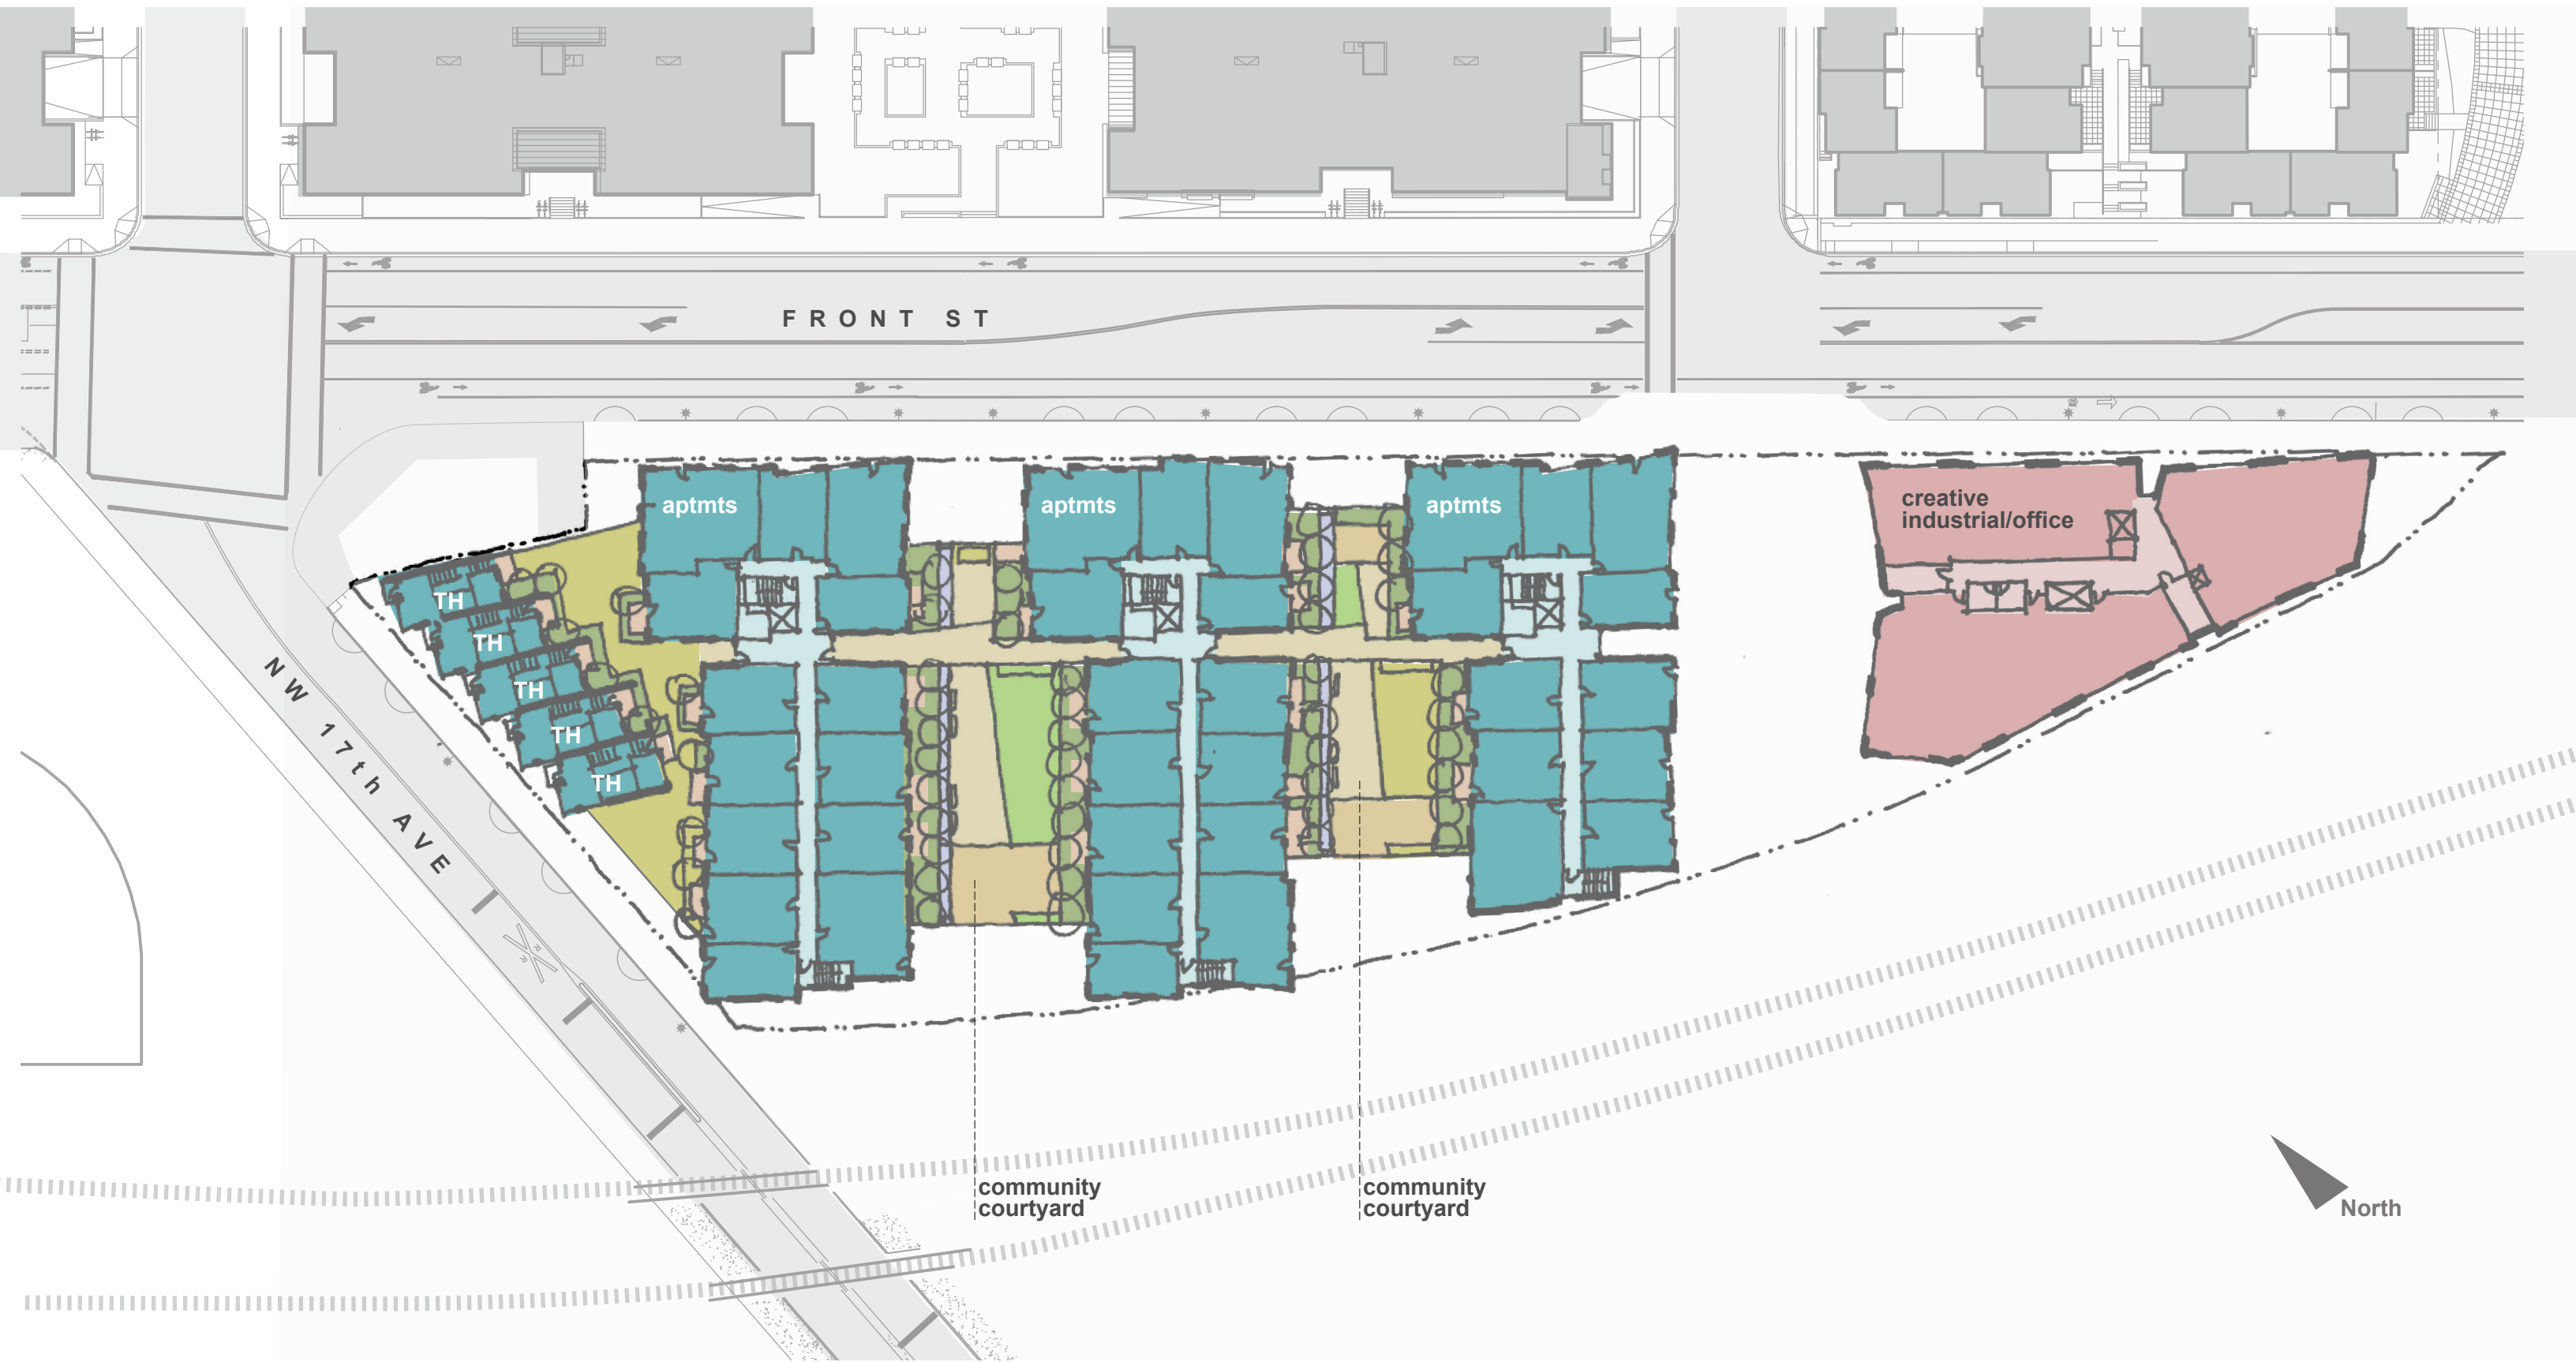 FRONT ST
aptmts
aptmts
aptmts
creative
industrial/office
TH
TH
TH
TH
TH
NW 17th AVE
R R
R R
community
courtyard
community
courtyard
North